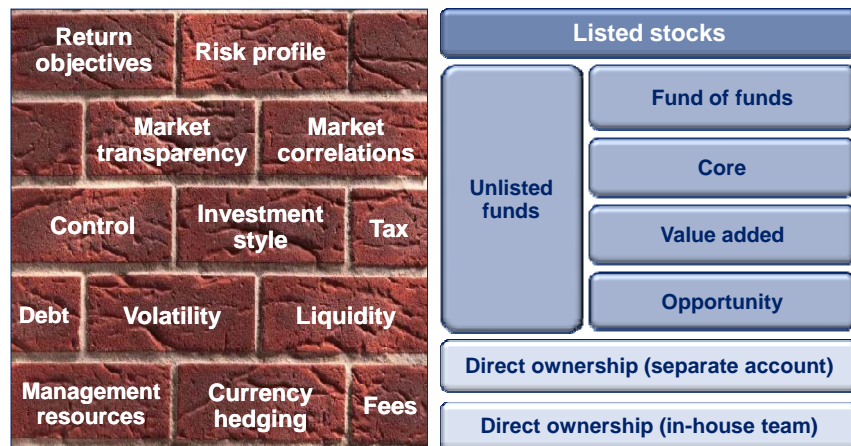 Return
objectives
Risk profile
Market
transparency
Market
correlations
Control
Investment
style
Tax
Debt
Volatility
Liquidity
Management
resources
Currency
hedging
Fees
Listed stocks
Unlisted
funds
Fund of funds
Core
Value added
Opportunity
Direct ownership (separate account)
Direct ownership (in-house team)